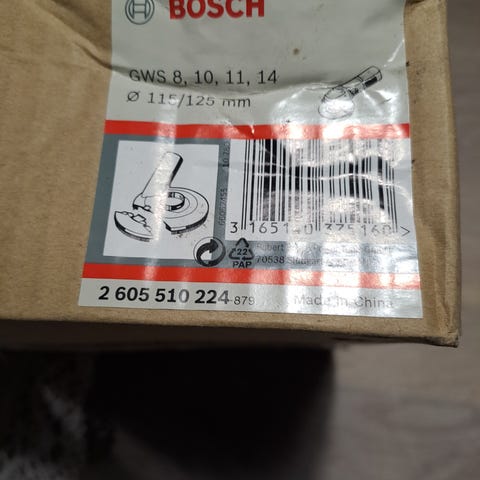 BOSCH
GWS 8, 10, 11, 14
Ø 115/125 mm
3 165140 375160 >
22
PAP
70538
2 605 510 224-879
Made in China